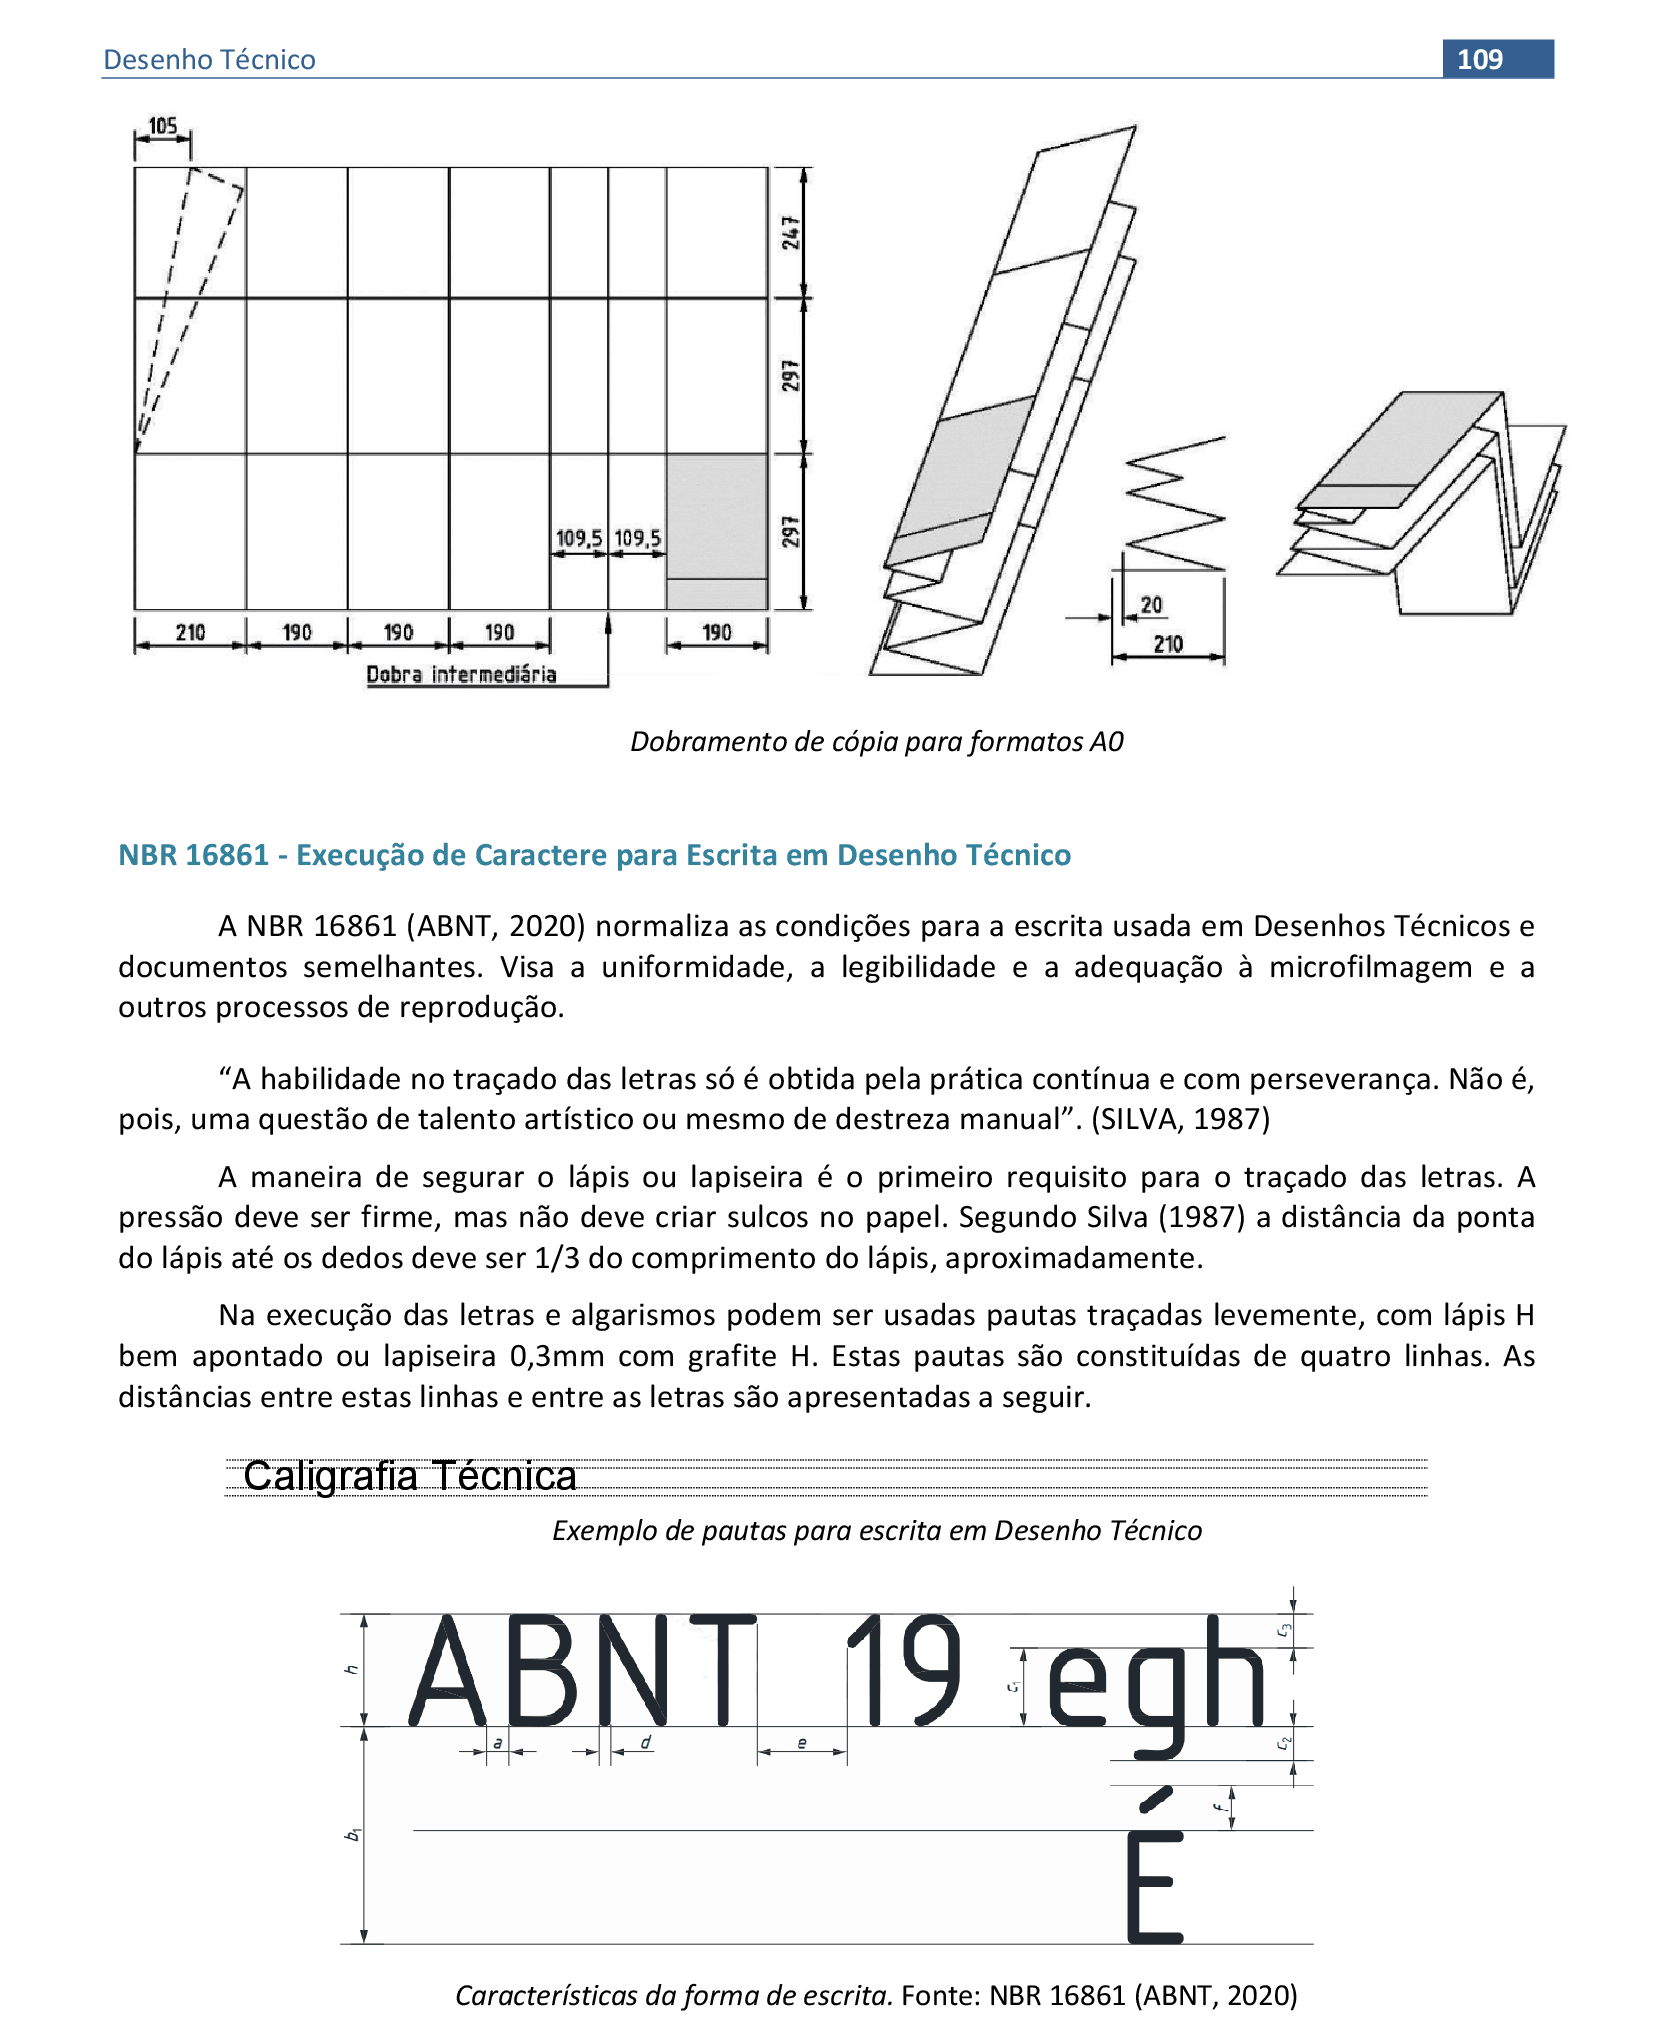 Desenho Técnico
109
105
247
297
297
109,5 109,5
210 190 190 190 190
Dobra intermediária
20
210
Dobramento de cópia para formatos A0
NBR 16861 - Execução de Caractere para Escrita em Desenho Técnico
A NBR 16861 (ABNT, 2020) normaliza as condições para a escrita usada em Desenhos Técnicos e
documentos semelhantes. Visa a uniformidade, a legibilidade e a adequação à microfilmagem e a
outros processos de reprodução.
“A habilidade no traçado das letras só é obtida pela prática contínua e com perseverança. Não é,
pois, uma questão de talento artístico ou mesmo de destreza manual”. (SILVA, 1987)
A maneira de segurar o lápis ou lapiseira é o primeiro requisito para o traçado das letras. A
pressão deve ser firme, mas não deve criar sulcos no papel. Segundo Silva (1987) a distância da ponta
do lápis até os dedos deve ser 1/3 do comprimento do lápis, aproximadamente.
Na execução das letras e algarismos podem ser usadas pautas traçadas levemente, com lápis H
bem apontado ou lapiseira 0,3mm com grafite H. Estas pautas são constituídas de quatro linhas. As
distâncias entre estas linhas e entre as letras são apresentadas a seguir.
Caligrafia Técnica
Exemplo de pautas para escrita em Desenho Técnico
h ABNT 19 c1 egh c3
a d e c2
b1 f
É
Características da forma de escrita. Fonte: NBR 16861 (ABNT, 2020)